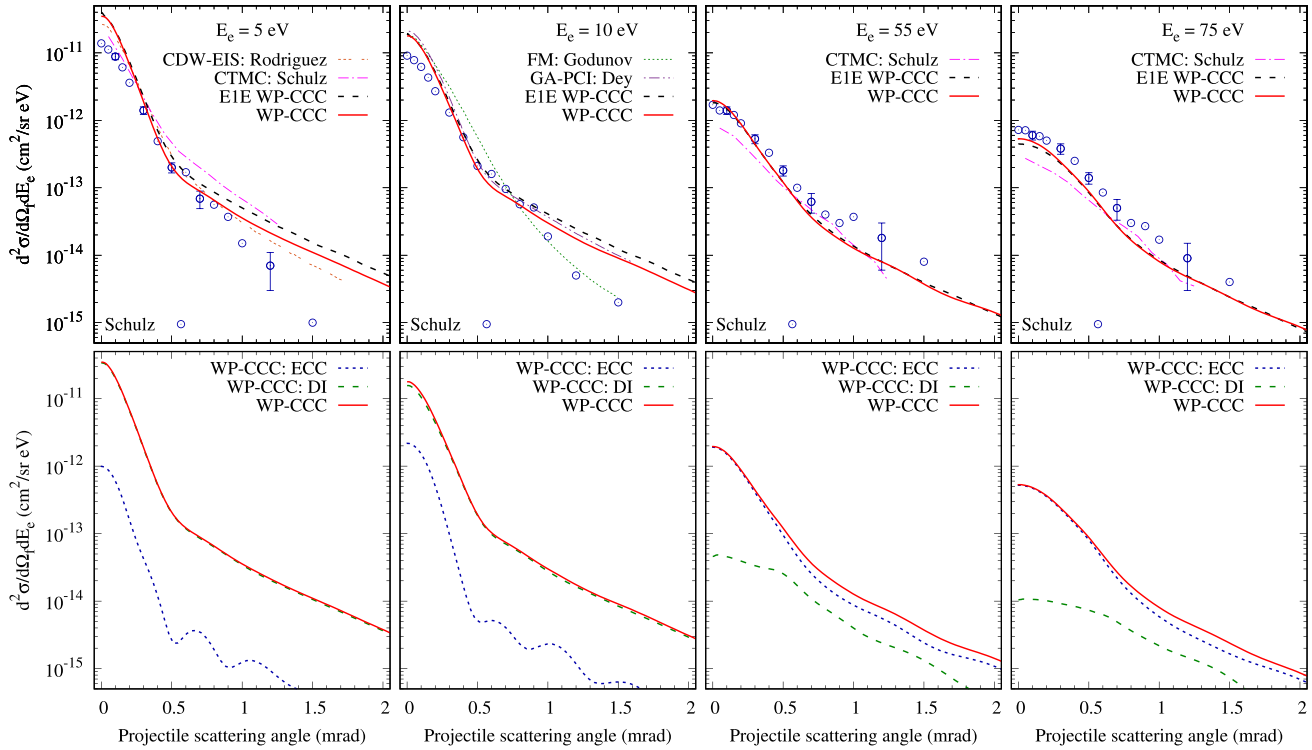 E_e = 5 eV
CDW-EIS: Rodriguez
CTMC: Schulz
E1E WP-CCC
WP-CCC
Schulz
E_e = 10 eV
FM: Godunov
GA-PCI: Dey
E1E WP-CCC
WP-CCC
Schulz
E_e = 55 eV
CTMC: Schulz
E1E WP-CCC
WP-CCC
Schulz
E_e = 75 eV
CTMC: Schulz
E1E WP-CCC
WP-CCC
Schulz
d²σ/dΩ_f dE_e (cm²/sr eV)
10⁻¹¹
10⁻¹²
10⁻¹³
10⁻¹⁴
10⁻¹⁵
WP-CCC: ECC
WP-CCC: DI
WP-CCC
WP-CCC: ECC
WP-CCC: DI
WP-CCC
WP-CCC: ECC
WP-CCC: DI
WP-CCC
WP-CCC: ECC
WP-CCC: DI
WP-CCC
d²σ/dΩ_f dE_e (cm²/sr eV)
10⁻¹¹
10⁻¹²
10⁻¹³
10⁻¹⁴
10⁻¹⁵
0 0.5 1 1.5 2
0 0.5 1 1.5 2
0 0.5 1 1.5 2
0 0.5 1 1.5 2
Projectile scattering angle (mrad)
Projectile scattering angle (mrad)
Projectile scattering angle (mrad)
Projectile scattering angle (mrad)